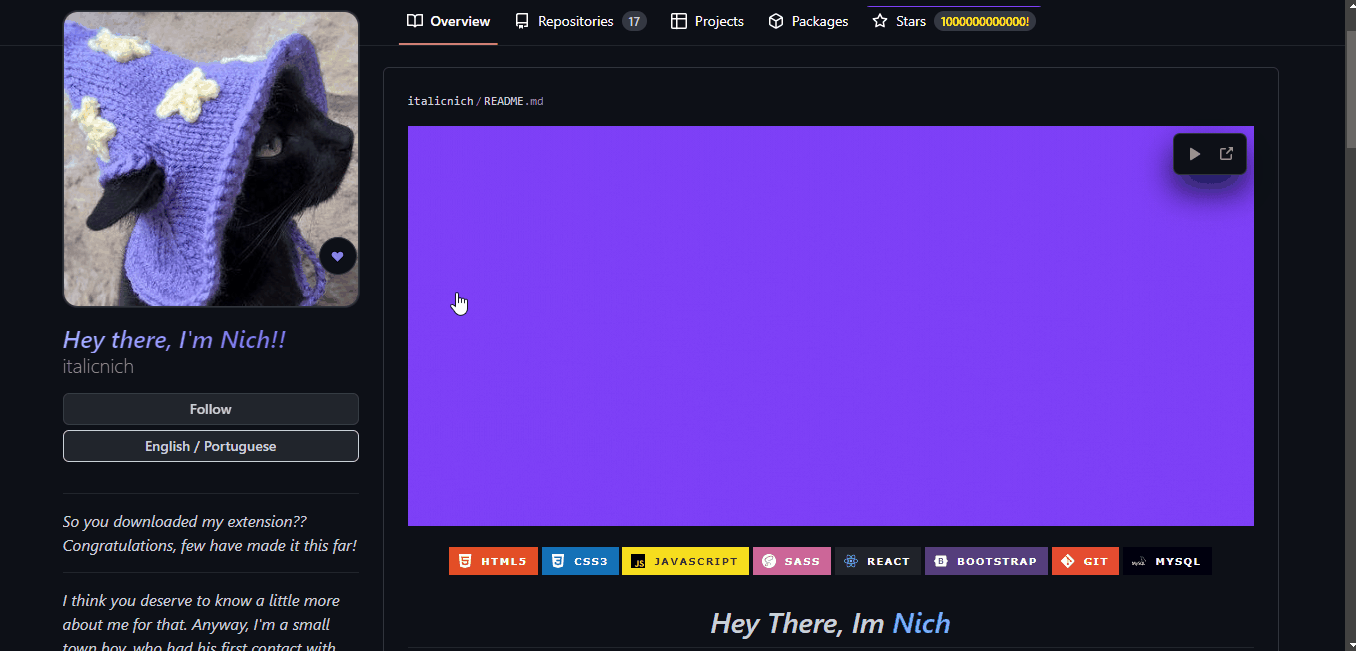 Overview Repositories 17 Projects Packages Stars 1000000000000!
Hey there, I'm Nich!!
italicnich
Follow
English / Portuguese
So you downloaded my extension??
Congratulations, few have made it this far!
I think you deserve to know a little more
about me for that. Anyway, I'm a small
town boy, who had his first contact with
italicnich/README.md
HTML5 CSS3 JS JAVASCRIPT SASS REACT B BOOTSTRAP GIT MySQL MYSQL
Hey There, Im Nich